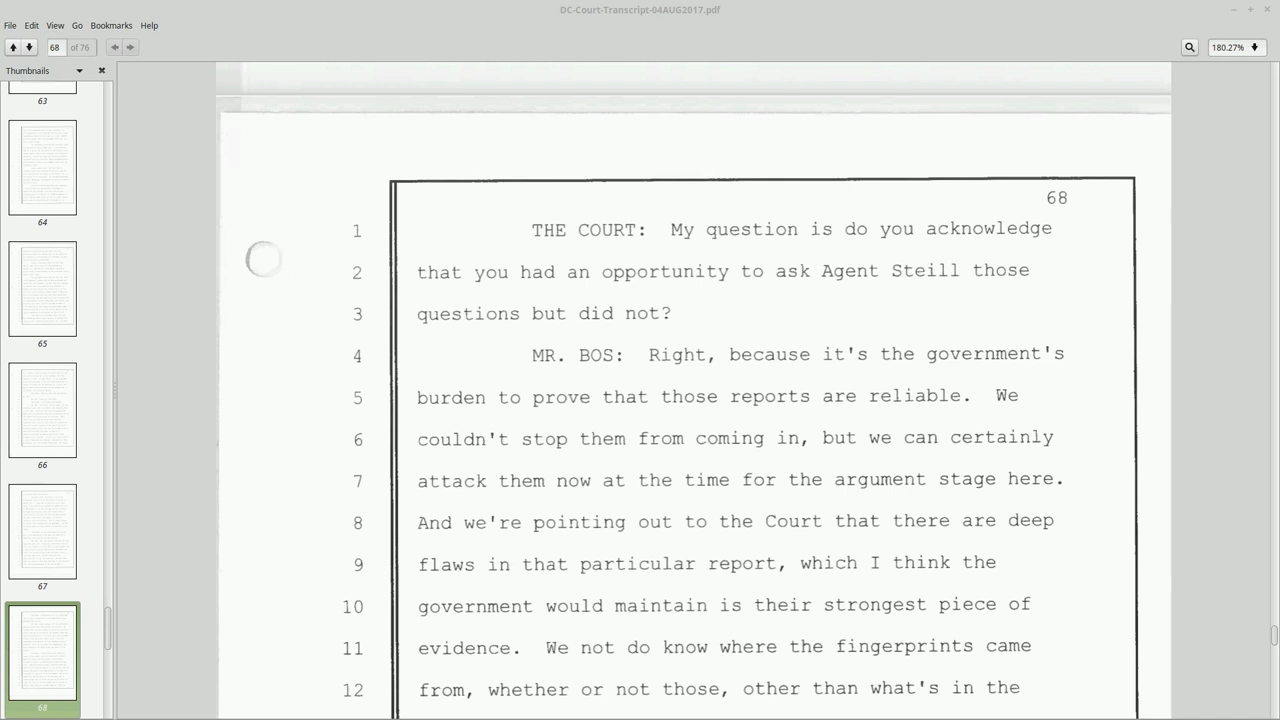 DC-Court-Transcript-04AUG2017.pdf
File Edit View Go Bookmarks Help
68 of 76
180.27%
Thumbnails
63
64
65
66
67
68
68
1 THE COURT: My question is do you acknowledge
2 that you had an opportunity to ask Agent Steill those
3 questions but did not?
4 MR. BOS: Right, because it's the government's
5 burden to prove that those reports are reliable. We
6 couldn't stop them from coming in, but we can certainly
7 attack them now at the time for the argument stage here.
8 And we're pointing out to the Court that there are deep
9 flaws in that particular report, which I think the
10 government would maintain is their strongest piece of
11 evidence. We not do know where the fingerprints came
12 from, whether or not those, other than what's in the